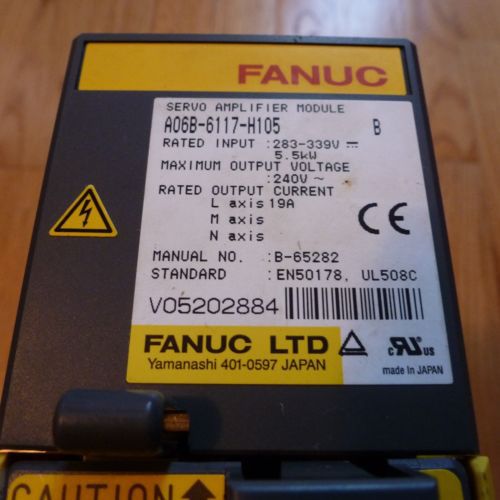 FANUC
SERVO AMPLIFIER MODULE
A06B-6117-H105 B
RATED INPUT :283-339V ⎓
5.5kW
MAXIMUM OUTPUT VOLTAGE
:240V ~
RATED OUTPUT CURRENT
L axis 19A
M axis
N axis
CE
MANUAL NO. :B-65282
STANDARD :EN50178, UL508C
V05202884
FANUC LTD
Yamanashi 401-0597 JAPAN
c RU us
made in JAPAN
CAUTION